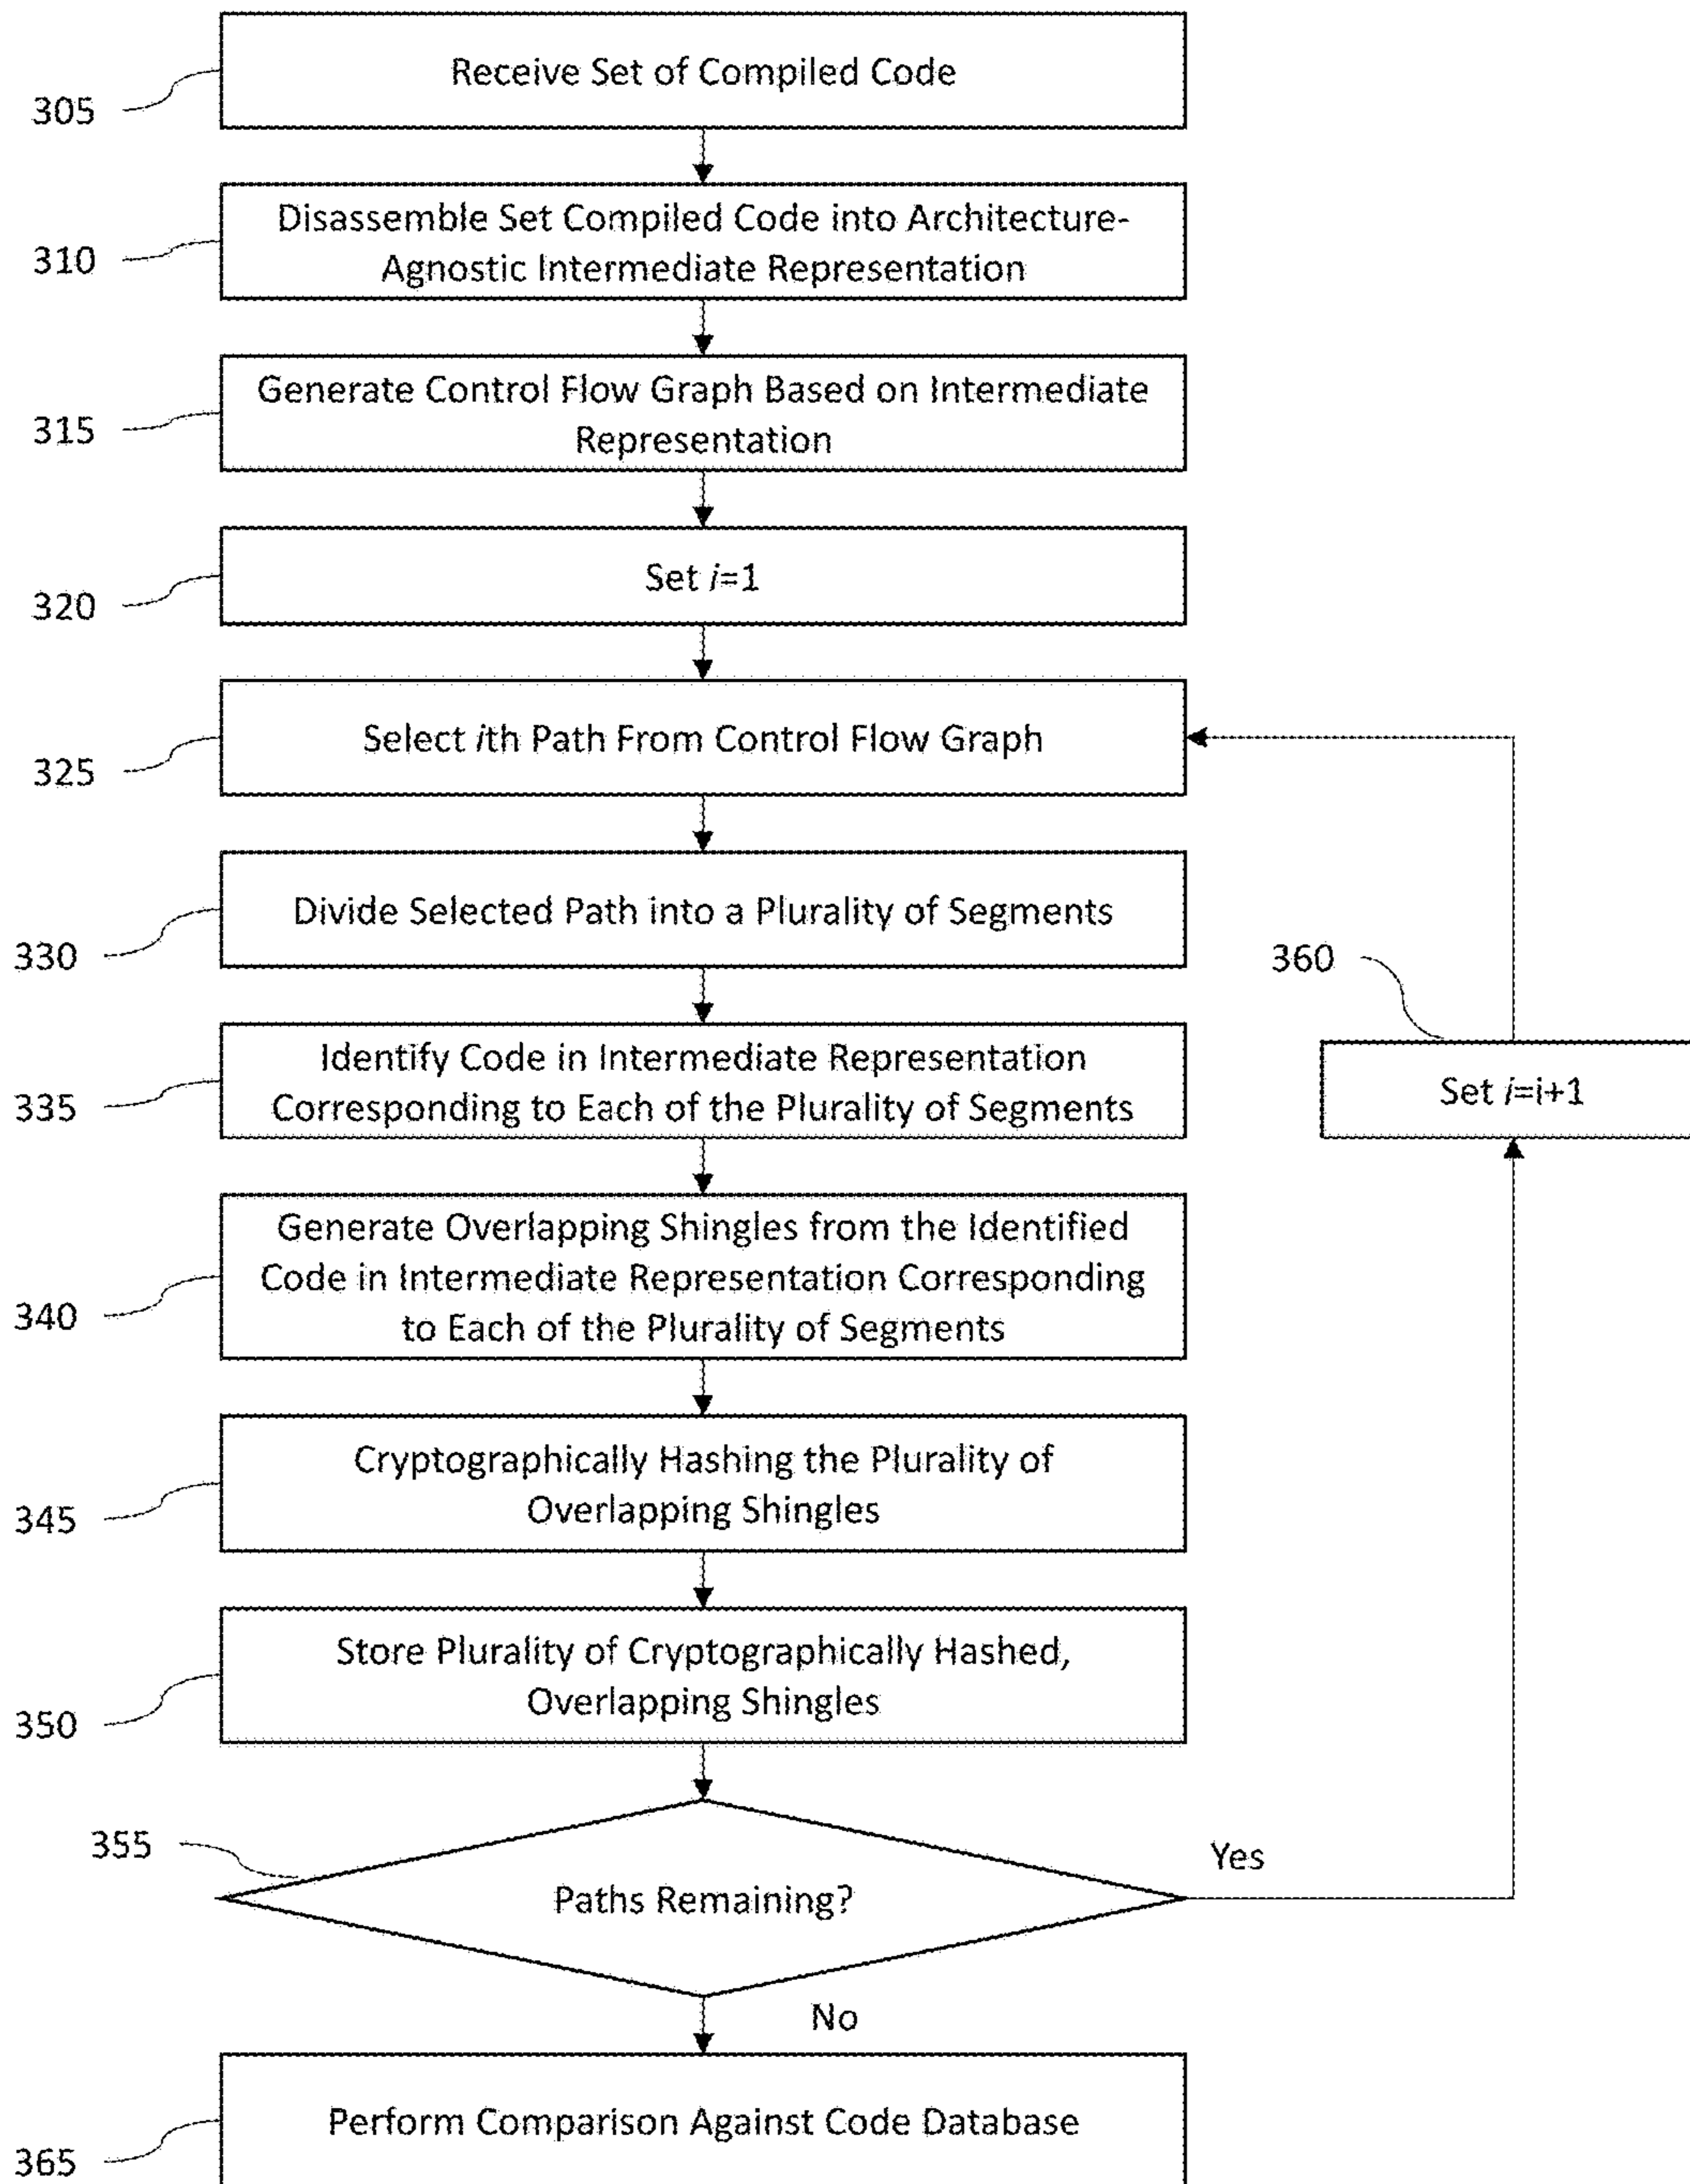 Receive Set of Compiled Code
305
Disassemble Set Compiled Code into Architecture-
Agnostic Intermediate Representation
310
Generate Control Flow Graph Based on Intermediate
Representation
315
Set i=1
320
Select ith Path From Control Flow Graph
325
Divide Selected Path into a Plurality of Segments
330
360
Identify Code in Intermediate Representation
Corresponding to Each of the Plurality of Segments
335
Set i=i+1
Generate Overlapping Shingles from the Identified
Code in Intermediate Representation Corresponding
to Each of the Plurality of Segments
340
Cryptographically Hashing the Plurality of
Overlapping Shingles
345
Store Plurality of Cryptographically Hashed,
Overlapping Shingles
350
355
Yes
Paths Remaining?
No
Perform Comparison Against Code Database
365